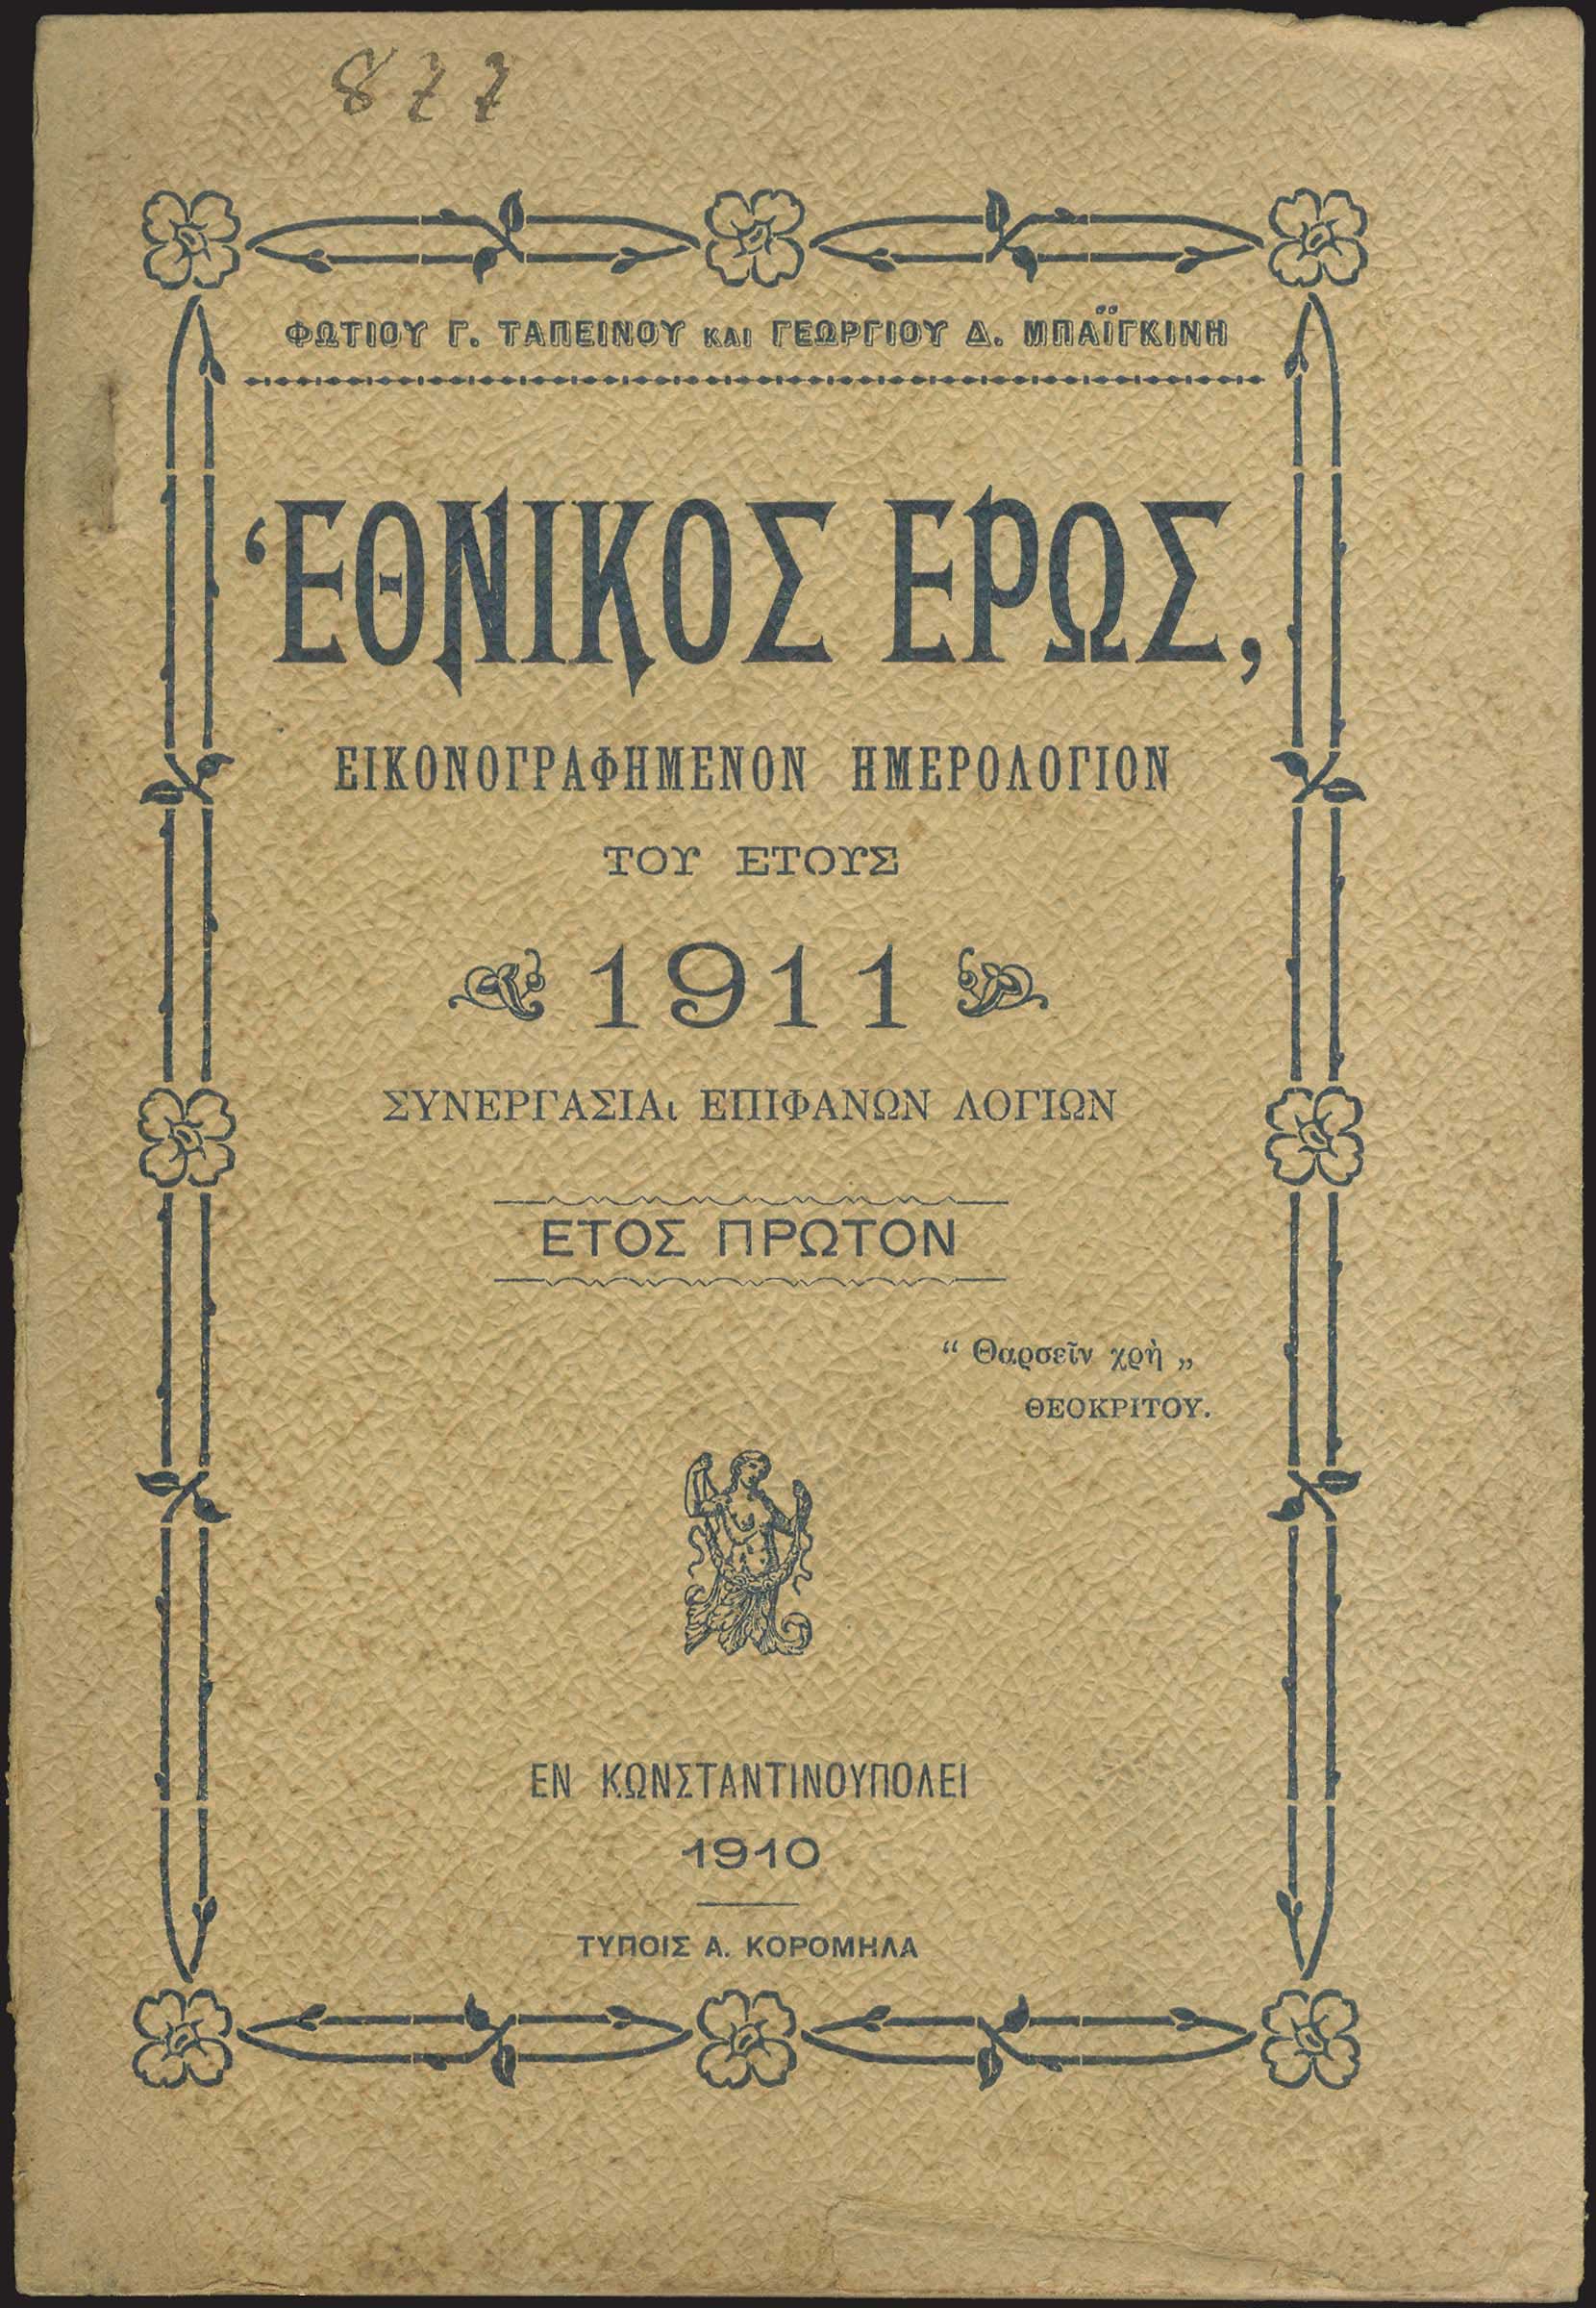 877
ΦΩΤΙΟΥ Γ. ΤΑΠΕΙΝΟΥ ΚΑΙ ΓΕΩΡΓΙΟΥ Δ. ΜΠΑΪΓΚΙΝΗ
‘ΕΘΝΙΚΟΣ ΕΡΩΣ,
ΕΙΚΟΝΟΓΡΑΦΗΜΕΝΟΝ ΗΜΕΡΟΛΟΓΙΟΝ
ΤΟΥ ΕΤΟΥΣ
1911
ΣΥΝΕΡΓΑΣΙΑι ΕΠΙΦΑΝΩΝ ΛΟΓΙΩΝ
ΕΤΟΣ ΠΡΩΤΟΝ
“ Θαρσεῖν χρὴ „
ΘΕΟΚΡΙΤΟΥ.
ΕΝ ΚΩΝΣΤΑΝΤΙΝΟΥΠΟΛΕΙ
1910
ΤΥΠΟΙΣ Α. ΚΟΡΟΜΗΛΑ